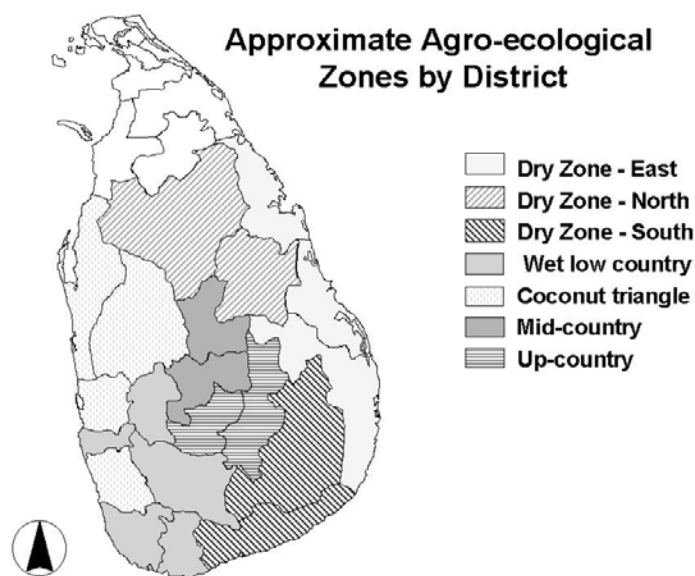 Approximate Agro-ecological
Zones by District
Dry Zone - East
Dry Zone - North
Dry Zone - South
Wet low country
Coconut triangle
Mid-country
Up-country